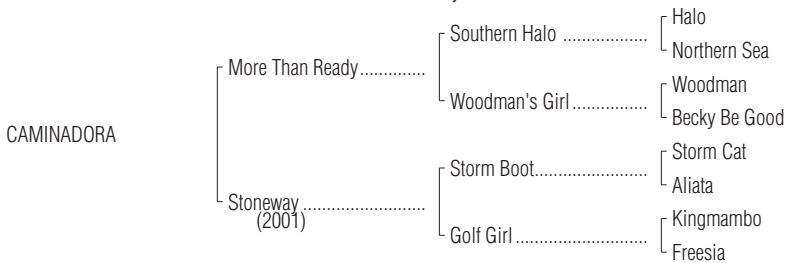 Halo
Southern Halo ..................
Northern Sea
More Than Ready..............
Woodman
Woodman's Girl................
Becky Be Good
CAMINADORA
Storm Cat
Storm Boot........................
Aliata
Stoneway ..........................
(2001)
Kingmambo
Golf Girl ............................
Freesia